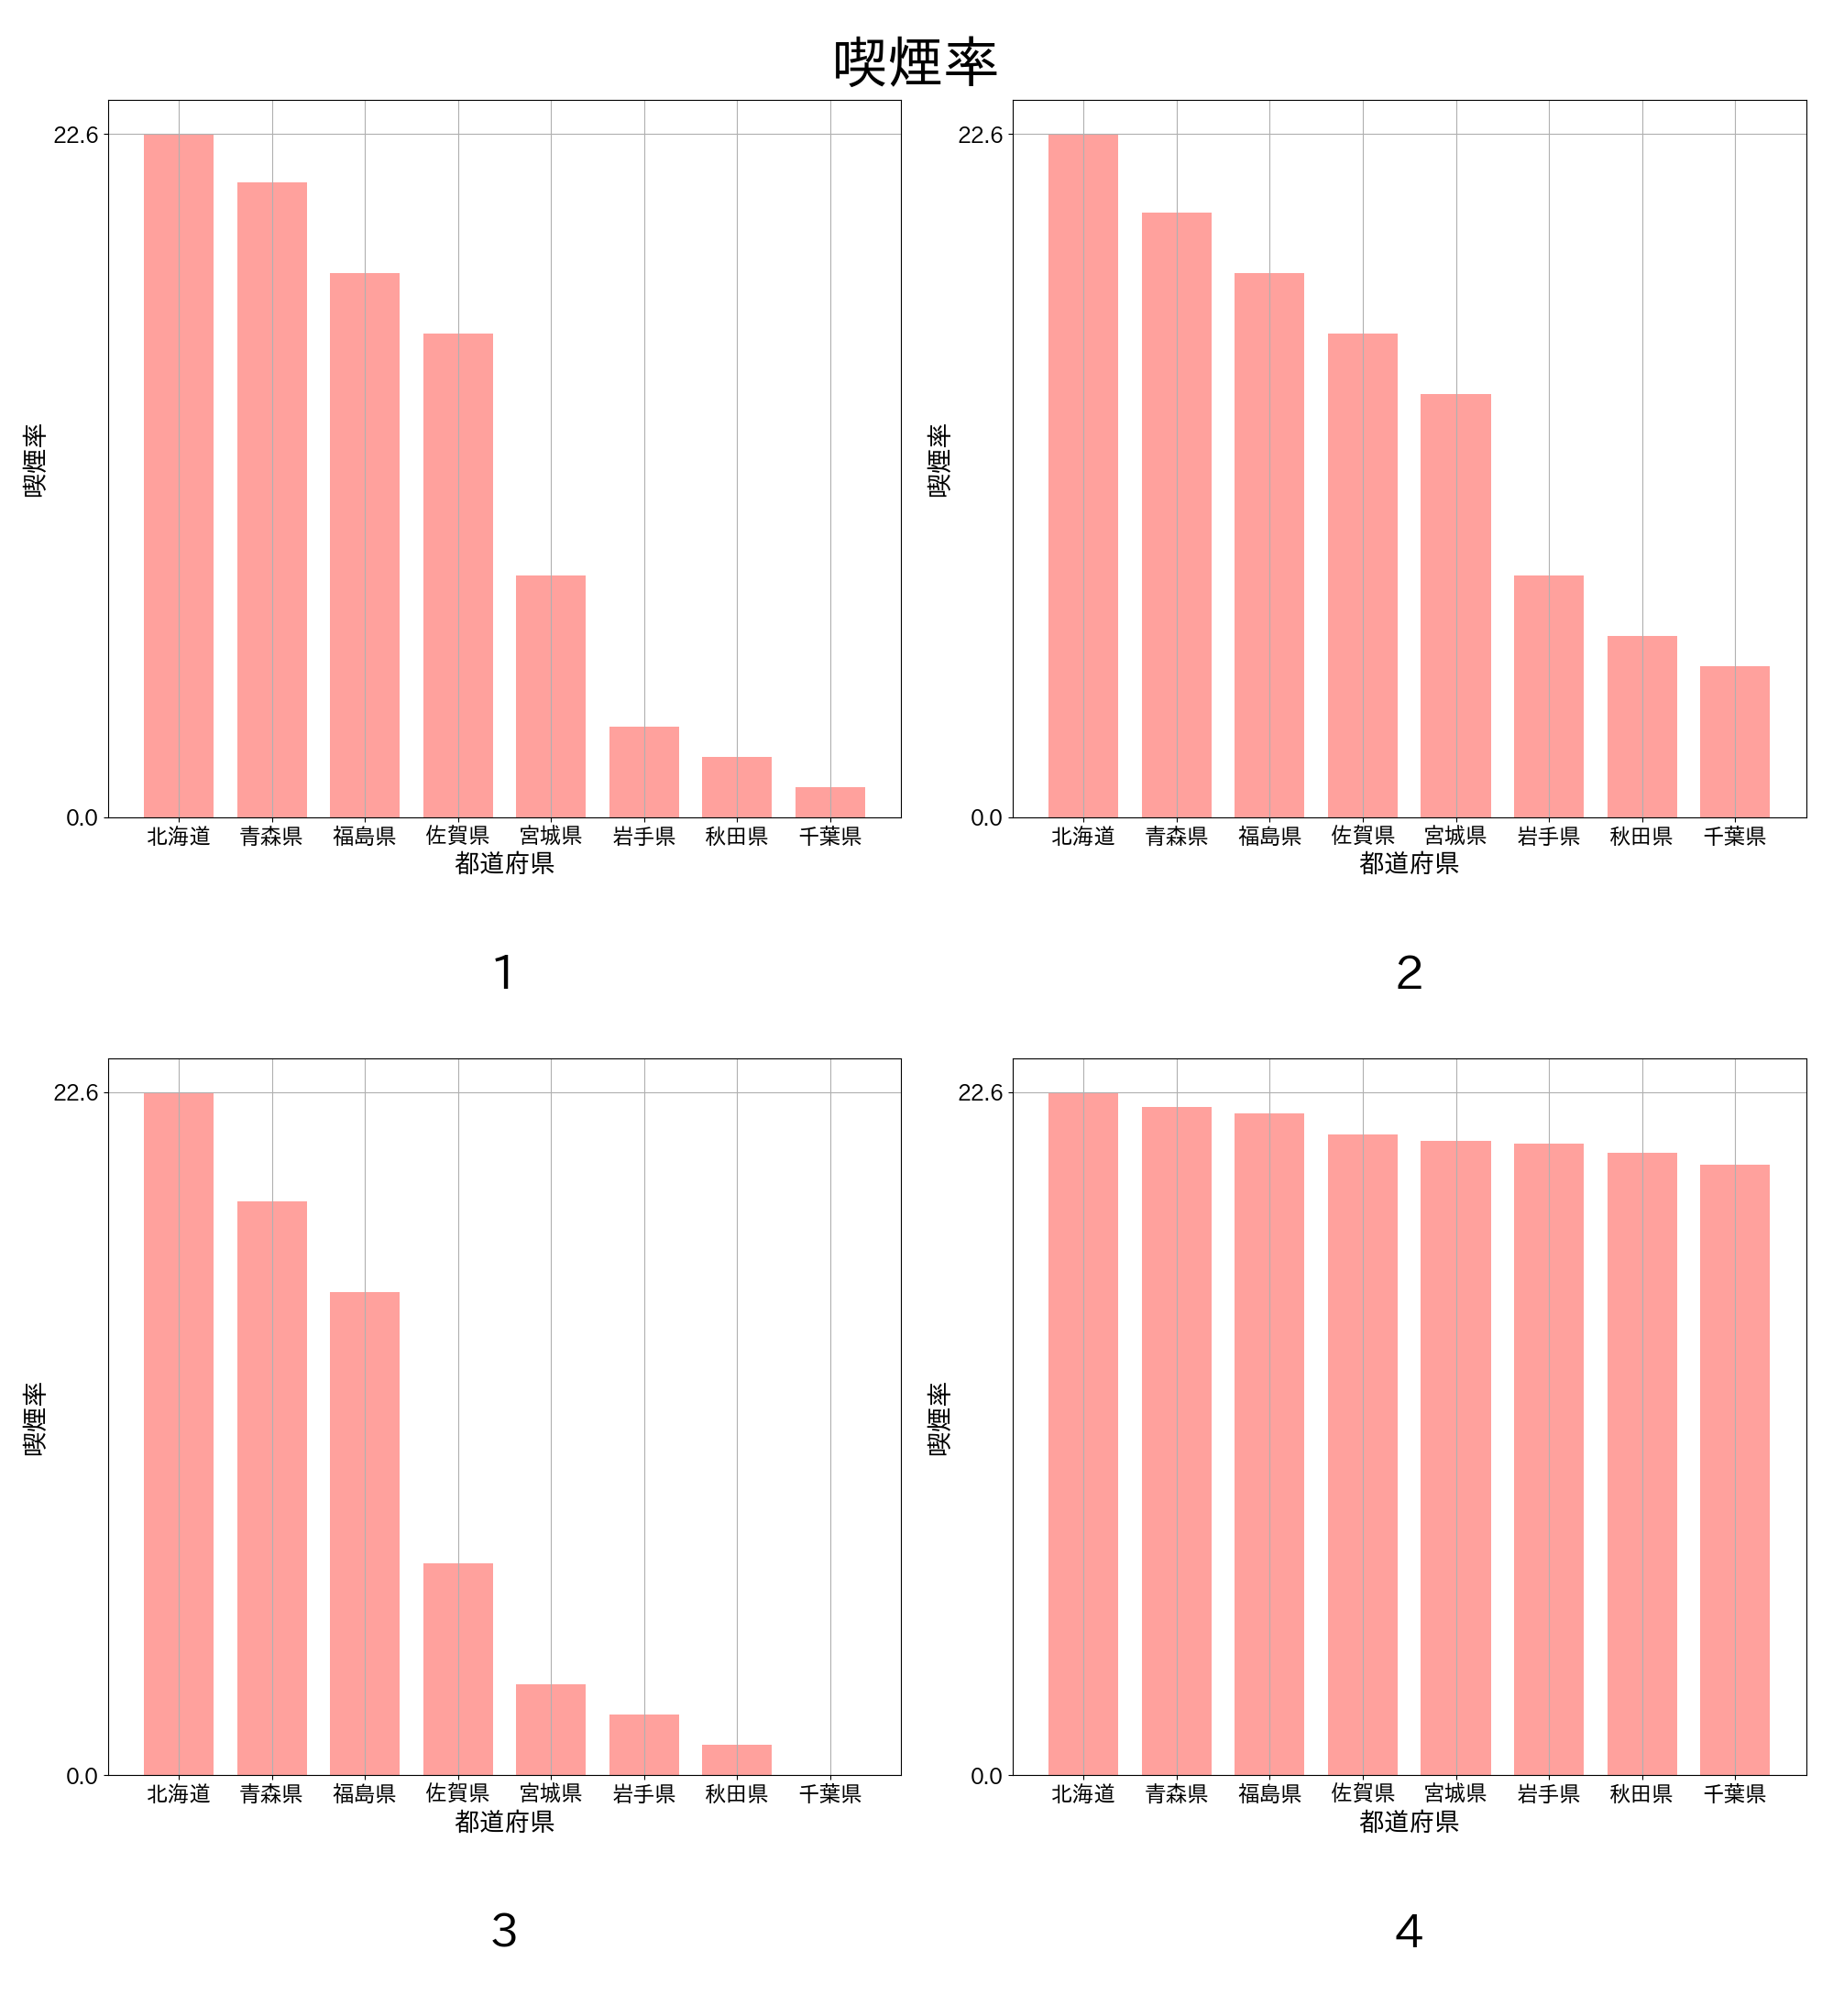 喫煙率
22.6
喫煙率
0.0
北海道 青森県 福島県 佐賀県 宮城県 岩手県 秋田県 千葉県
都道府県
1
22.6
喫煙率
0.0
北海道 青森県 福島県 佐賀県 宮城県 岩手県 秋田県 千葉県
都道府県
2
22.6
喫煙率
0.0
北海道 青森県 福島県 佐賀県 宮城県 岩手県 秋田県 千葉県
都道府県
3
22.6
喫煙率
0.0
北海道 青森県 福島県 佐賀県 宮城県 岩手県 秋田県 千葉県
都道府県
4